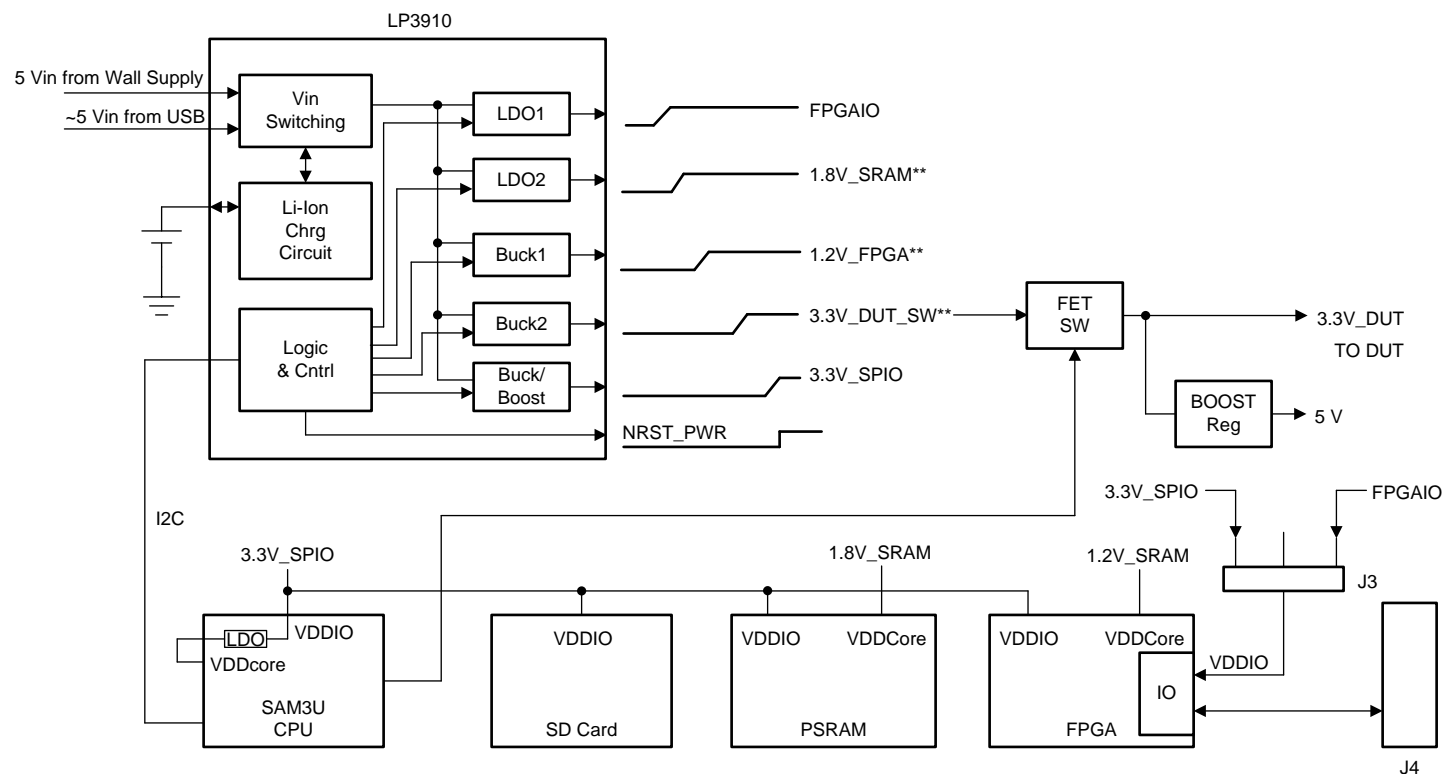 LP3910
5 Vin from Wall Supply
~5 Vin from USB
Vin
Switching
Li-Ion
Chrg
Circuit
Logic
& Cntrl
LDO1
LDO2
Buck1
Buck2
Buck/
Boost
FPGAIO
1.8V_SRAM**
1.2V_FPGA**
3.3V_DUT_SW**
3.3V_SPIO
NRST_PWR
FET
SW
3.3V_DUT
TO DUT
BOOST
Reg
5 V
I2C
3.3V_SPIO
1.8V_SRAM
1.2V_SRAM
3.3V_SPIO
FPGAIO
J3
LDO
VDDIO
VDDcore
SAM3U
CPU
VDDIO
SD Card
VDDIO
VDDCore
PSRAM
VDDIO
VDDCore
IO
FPGA
VDDIO
J4